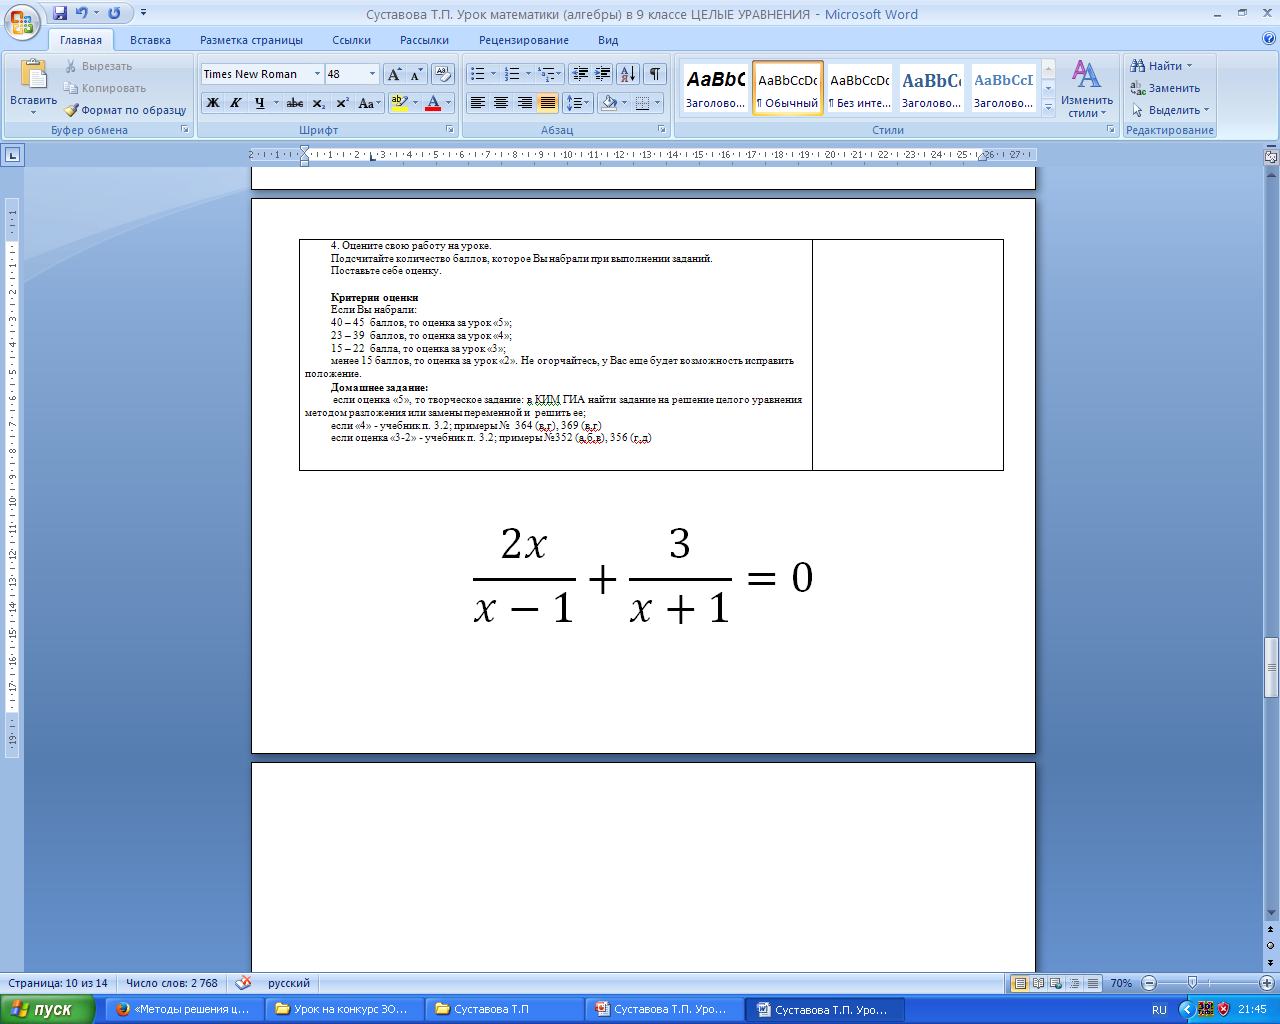 Суставова Т.П. Урок математики (алгебры) в 9 классе ЦЕЛЫЕ УРАВНЕНИЯ - Microsoft Word
Главная Вставка Разметка страницы Ссылки Рассылки Рецензирование Вид
Вставить
Вырезать
Копировать
Формат по образцу
Буфер обмена
Times New Roman 48
Ж К Ч abc x₂ x² Aa
Шрифт
Абзац
AaBbC AaBbCcDc AaBbCcDc AaBbCc AaBbCcI
Заголово... ¶ Обычный ¶ Без инте... Заголово... Заголово...
Изменить стили
Стили
Найти
Заменить
Выделить
Редактирование
4. Оцените свою работу на уроке.
Подсчитайте количество баллов, которое Вы набрали при выполнении заданий.
Поставьте себе оценку.
Критерии оценки
Если Вы набрали:
40 – 45 баллов, то оценка за урок «5»;
23 – 39 баллов, то оценка за урок «4»;
15 – 22 балла, то оценка за урок «3»;
менее 15 баллов, то оценка за урок «2». Не огорчайтесь, у Вас еще будет возможность исправить
положение.
Домашнее задание:
если оценка «5», то творческое задание: в КИМ ГИА найти задание на решение целого уравнения
методом разложения или замены переменной и решить ее;
если «4» - учебник п. 3.2; примеры № 364 (в,г), 369 (в,г)
если оценка «3-2» - учебник п. 3.2; примеры №352 (а,б,в), 356 (г,д)
2x/(x − 1) + 3/(x + 1) = 0
Страница: 10 из 14 Число слов: 2 768 русский 70%
пуск «Методы решения ц... Урок на конкурс ЗО... Суставова Т.П Суставова Т.П. Уро... Суставова Т.П. Уро... RU 21:45